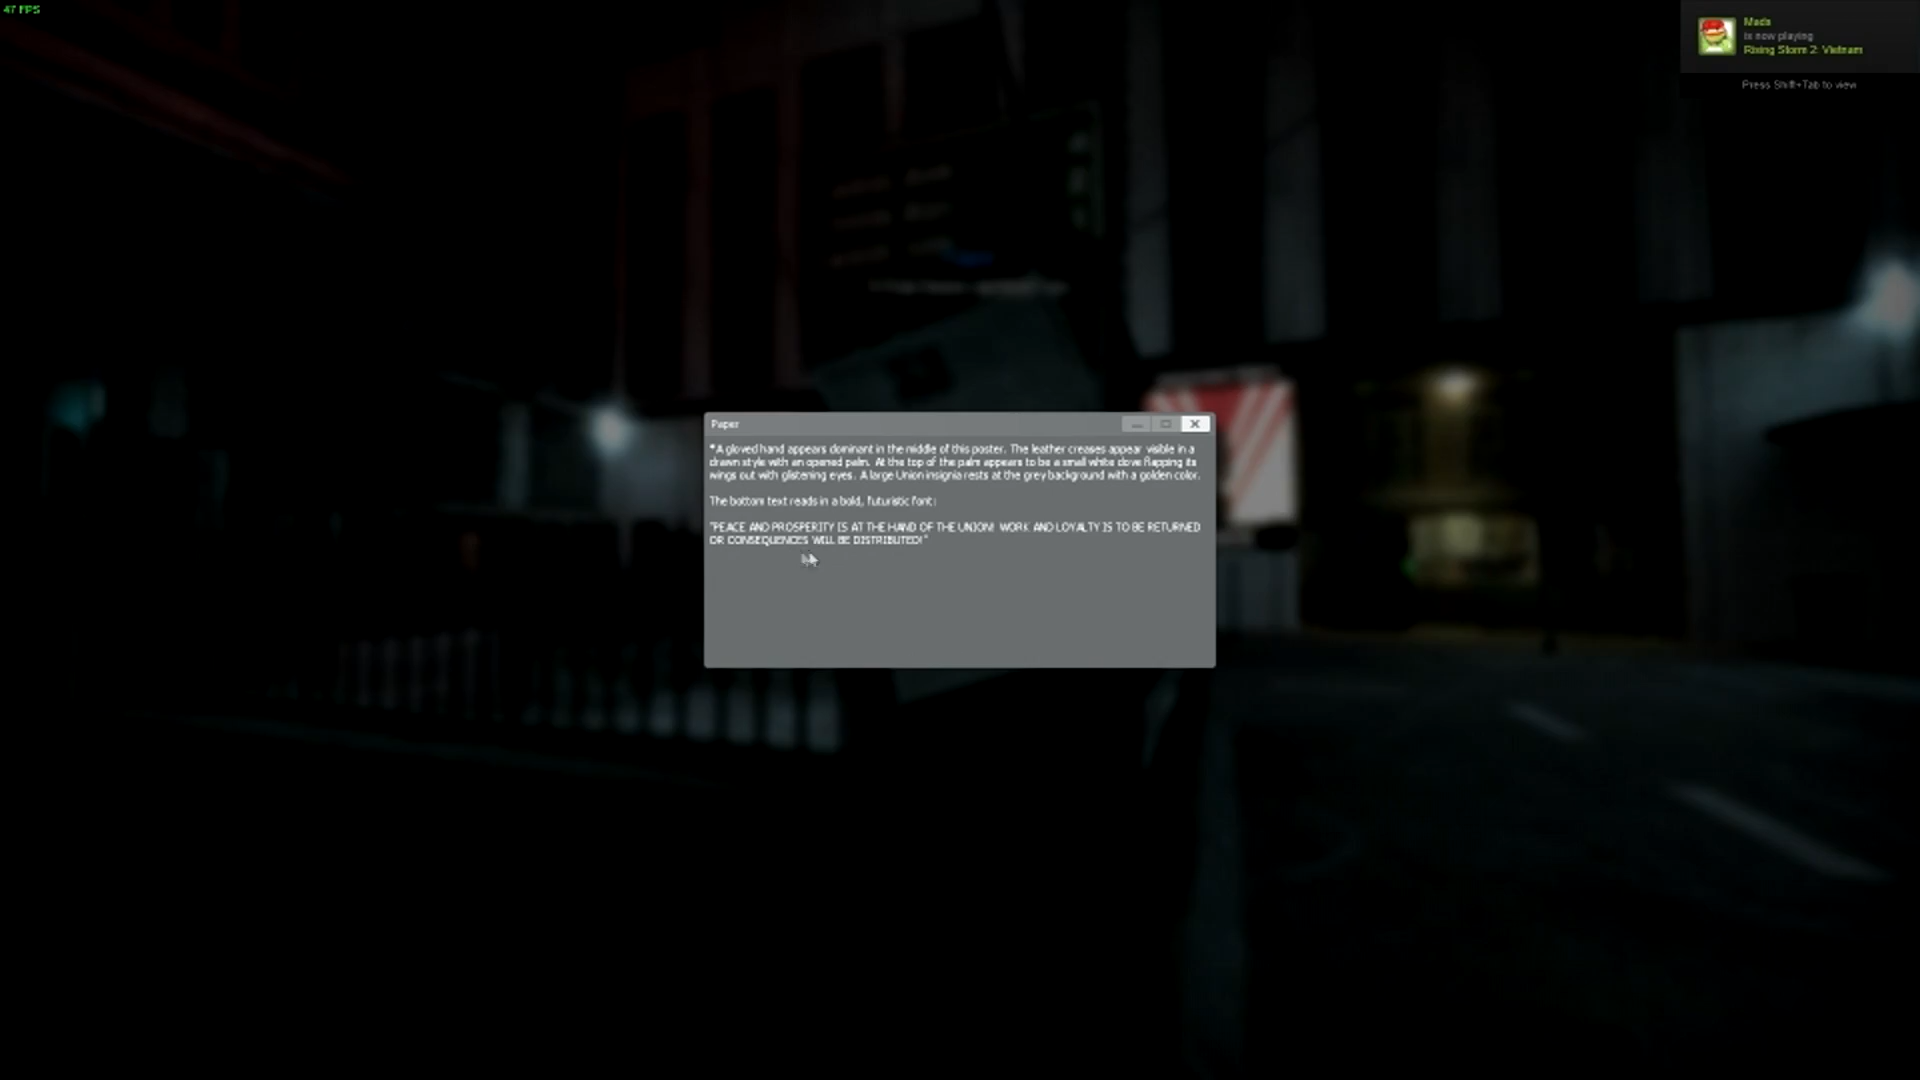 47 FPS
Mads
is now playing
Rising Storm 2: Vietnam
Press Shift+Tab to view
Paper
*A gloved hand appears dominant in the middle of this poster. The leather creases appear visible in a
drawn style with an opened palm. At the top of the palm appears to be a small white dove flapping its
wings out with glistening eyes. A large Union insignia rests at the grey background with a golden color.
The bottom text reads in a bold, futuristic font:
"PEACE AND PROSPERITY IS AT THE HAND OF THE UNION! WORK AND LOYALTY IS TO BE RETURNED
OR CONSEQUENCES WILL BE DISTRIBUTED!"